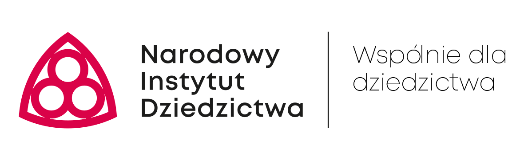 Narodowy
Instytut
Dziedzictwa
Wspólnie dla
dziedzictwa